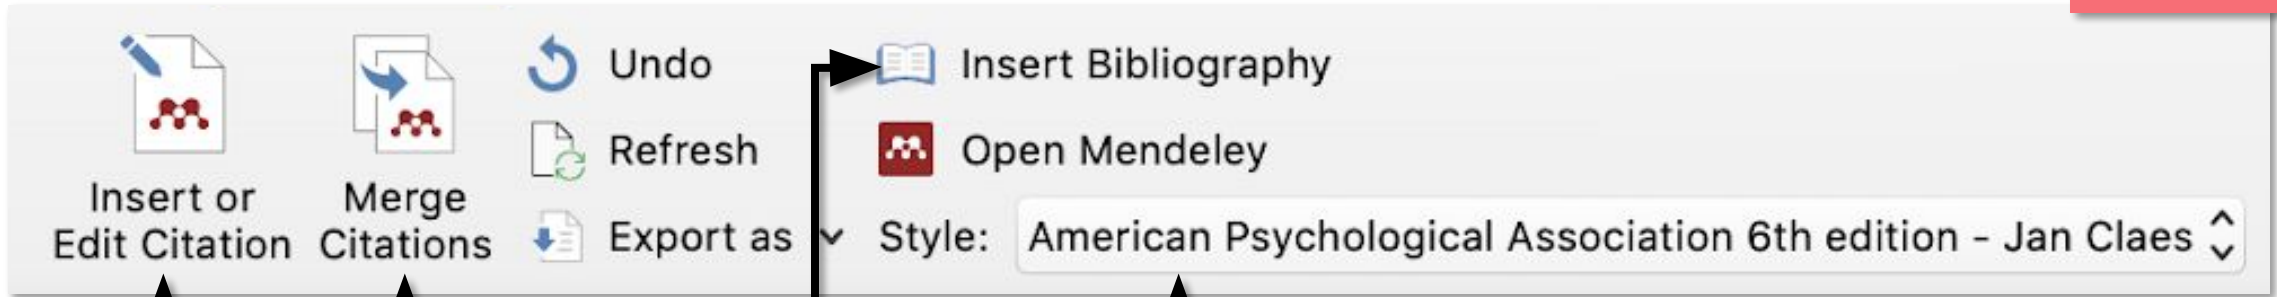 Insert or
Edit Citation
Merge
Citations
Undo
Refresh
Export as
Insert Bibliography
Open Mendeley
Style: American Psychological Association 6th edition - Jan Claes